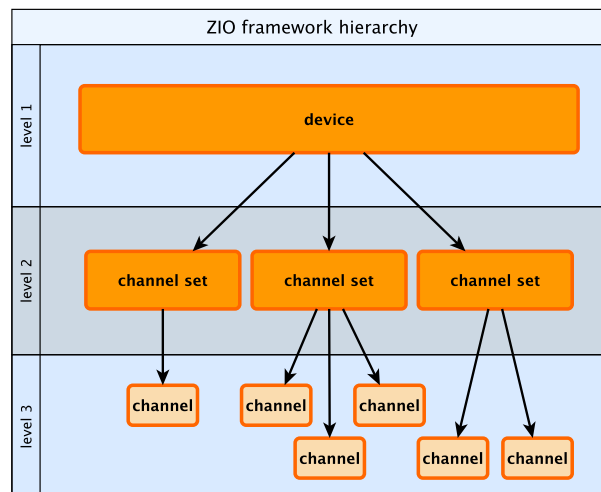 ZIO framework hierarchy
level 1
device
level 2
channel set
channel set
channel set
level 3
channel
channel
channel
channel
channel
channel